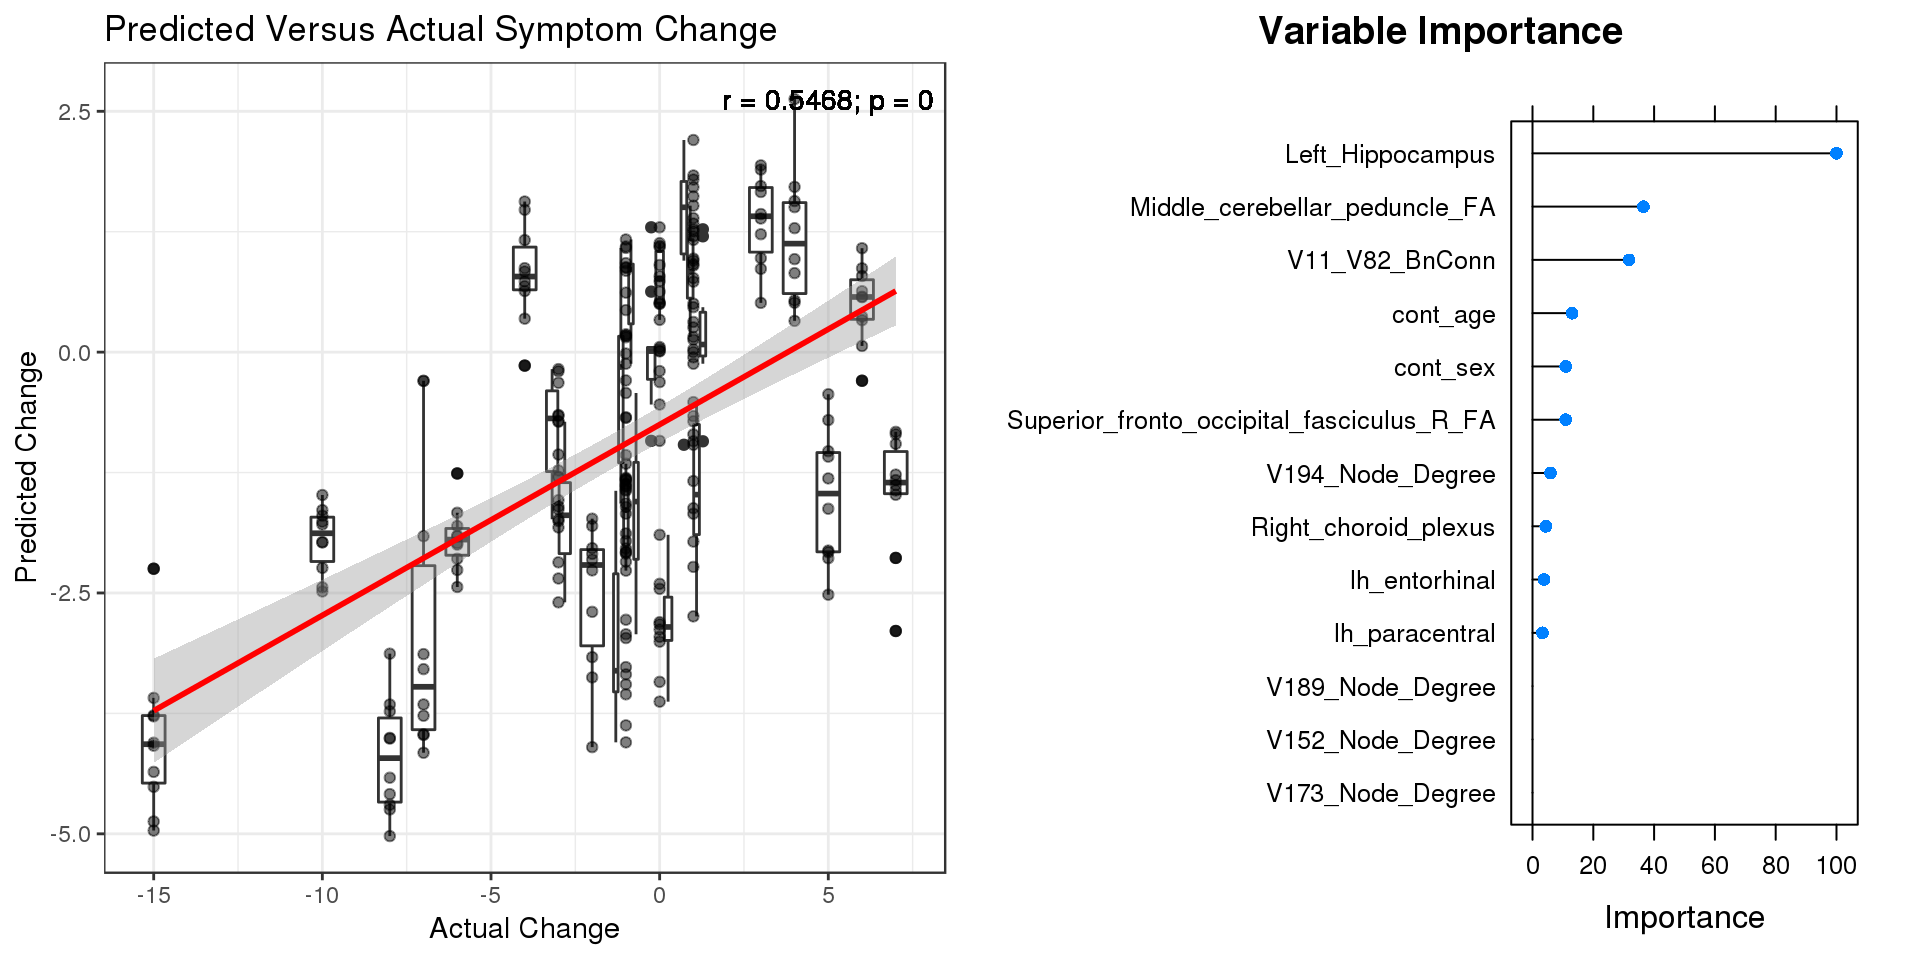 Predicted Versus Actual Symptom Change
r = 0.5468; p = 0
Predicted Change
2.5
0.0
-2.5
-5.0
-15
-10
-5
0
5
Actual Change
Variable Importance
Left_Hippocampus
Middle_cerebellar_peduncle_FA
V11_V82_BnConn
cont_age
cont_sex
Superior_fronto_occipital_fasciculus_R_FA
V194_Node_Degree
Right_choroid_plexus
lh_entorhinal
lh_paracentral
V189_Node_Degree
V152_Node_Degree
V173_Node_Degree
0
20
40
60
80
100
Importance